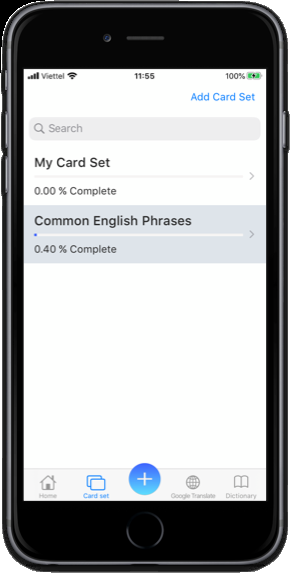 Viettel 11:55 100%
Add Card Set
Search
My Card Set
0.00 % Complete
Common English Phrases
0.40 % Complete
Home Card set Google Translate Dictionary